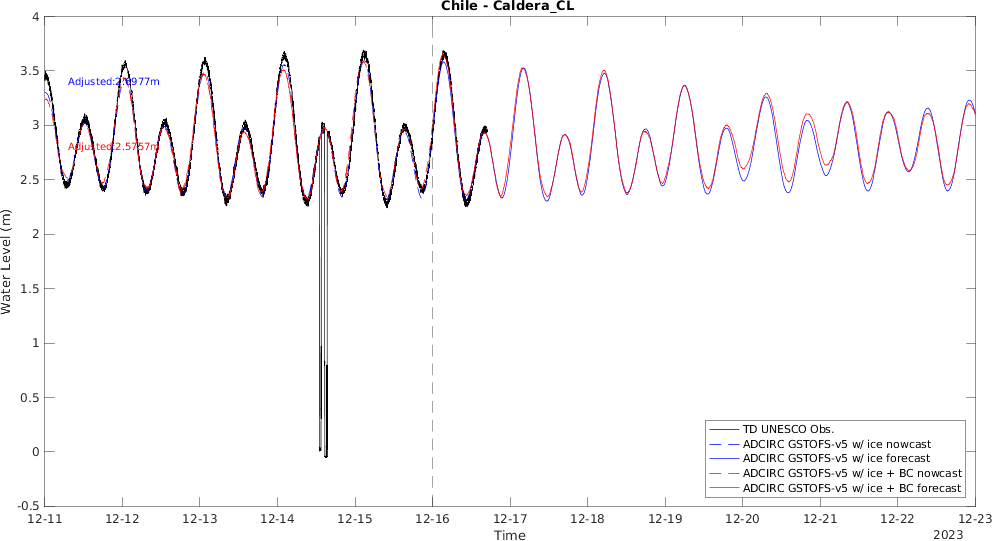 Chile - Caldera_CL
4
3.5
3
2.5
2
1.5
1
0.5
0
-0.5
Water Level (m)
Adjusted:2.5757m
12-11
12-12
12-13
12-14
12-15
12-16
12-17
12-18
12-19
12-20
12-21
12-22
12-23
Time
2023
TD UNESCO Obs.
ADCIRC GSTOFS-v5 w/ ice nowcast
ADCIRC GSTOFS-v5 w/ ice forecast
ADCIRC GSTOFS-v5 w/ ice + BC nowcast
ADCIRC GSTOFS-v5 w/ ice + BC forecast